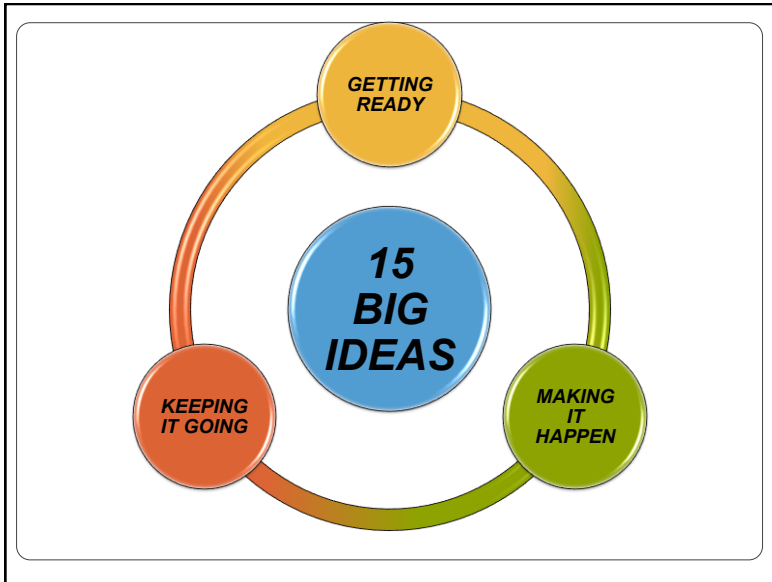 GETTING
READY
15
BIG
IDEAS
MAKING
IT
HAPPEN
KEEPING
IT GOING